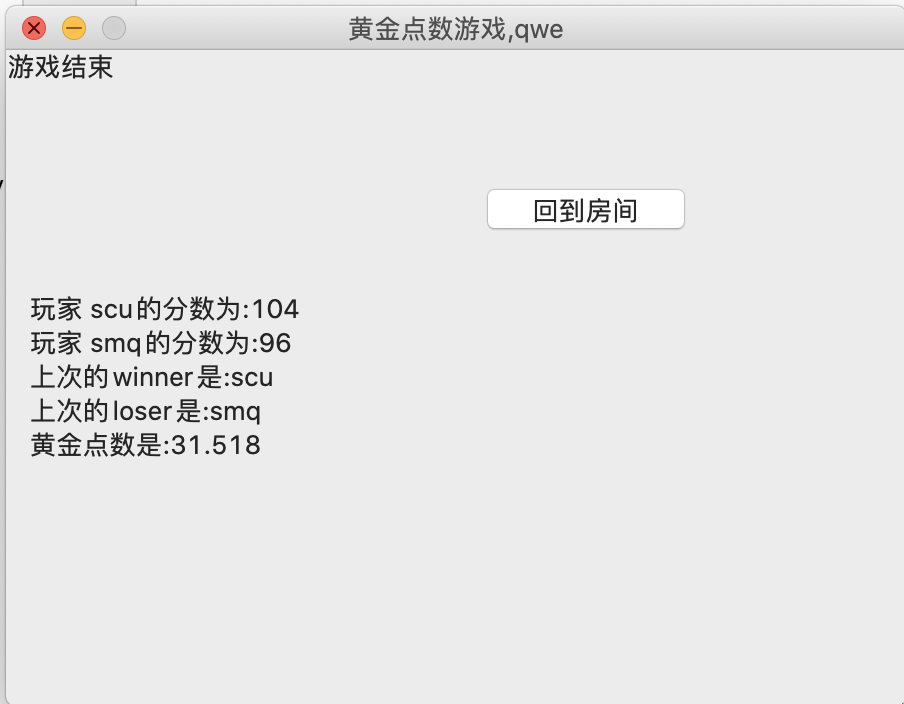 黄金点数游戏,qwe
游戏结束
回到房间
玩家 scu的分数为:104
玩家 smq的分数为:96
上次的winner是:scu
上次的loser是:smq
黄金点数是:31.518